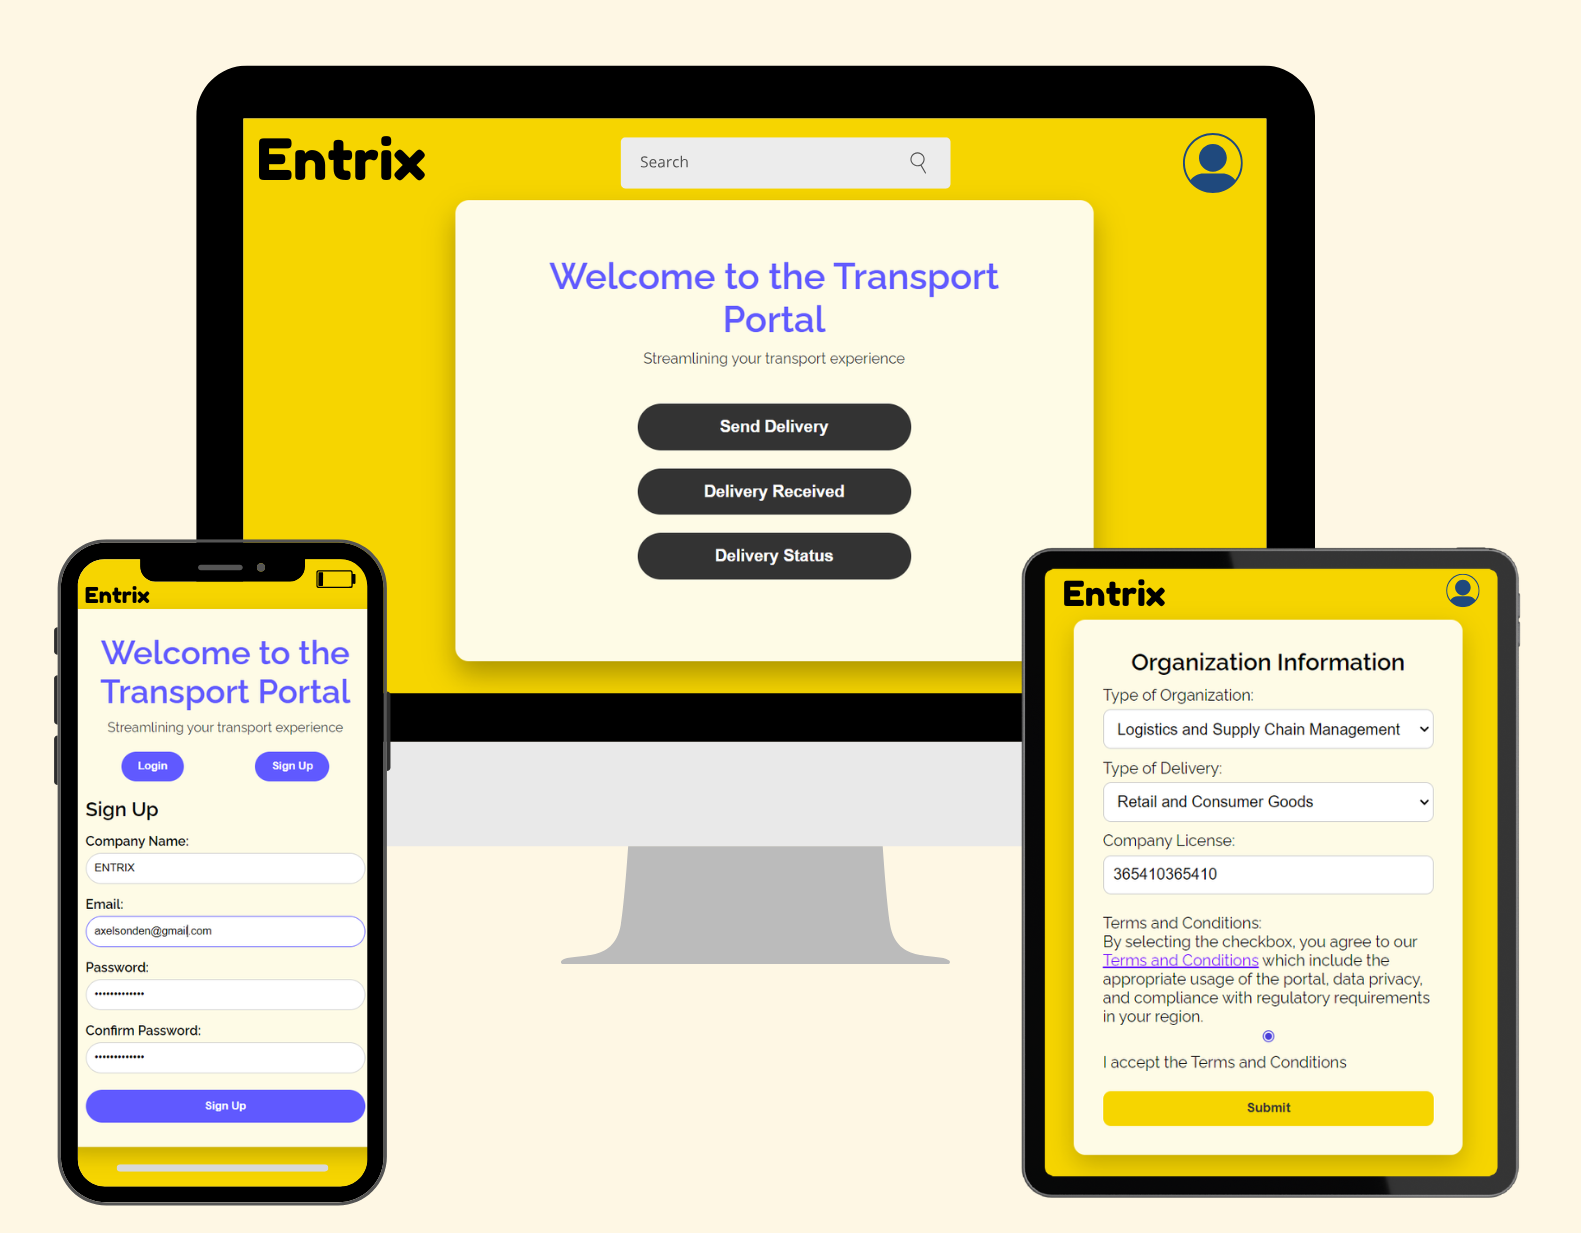 Entrix
Search
Welcome to the Transport
Portal
Streamlining your transport experience
Send Delivery
Delivery Received
Delivery Status
Entrix
Welcome to the
Transport Portal
Streamlining your transport experience
Login
Sign Up
Sign Up
Company Name:
ENTRIX
Email:
axelsonden@gmail.com
Password:
•••••••••••••
Confirm Password:
•••••••••••••
Sign Up
Entrix
Organization Information
Type of Organization:
Logistics and Supply Chain Management
Type of Delivery:
Retail and Consumer Goods
Company License:
365410365410
Terms and Conditions:
By selecting the checkbox, you agree to our
Terms and Conditions which include the
appropriate usage of the portal, data privacy,
and compliance with regulatory requirements
in your region.
I accept the Terms and Conditions
Submit